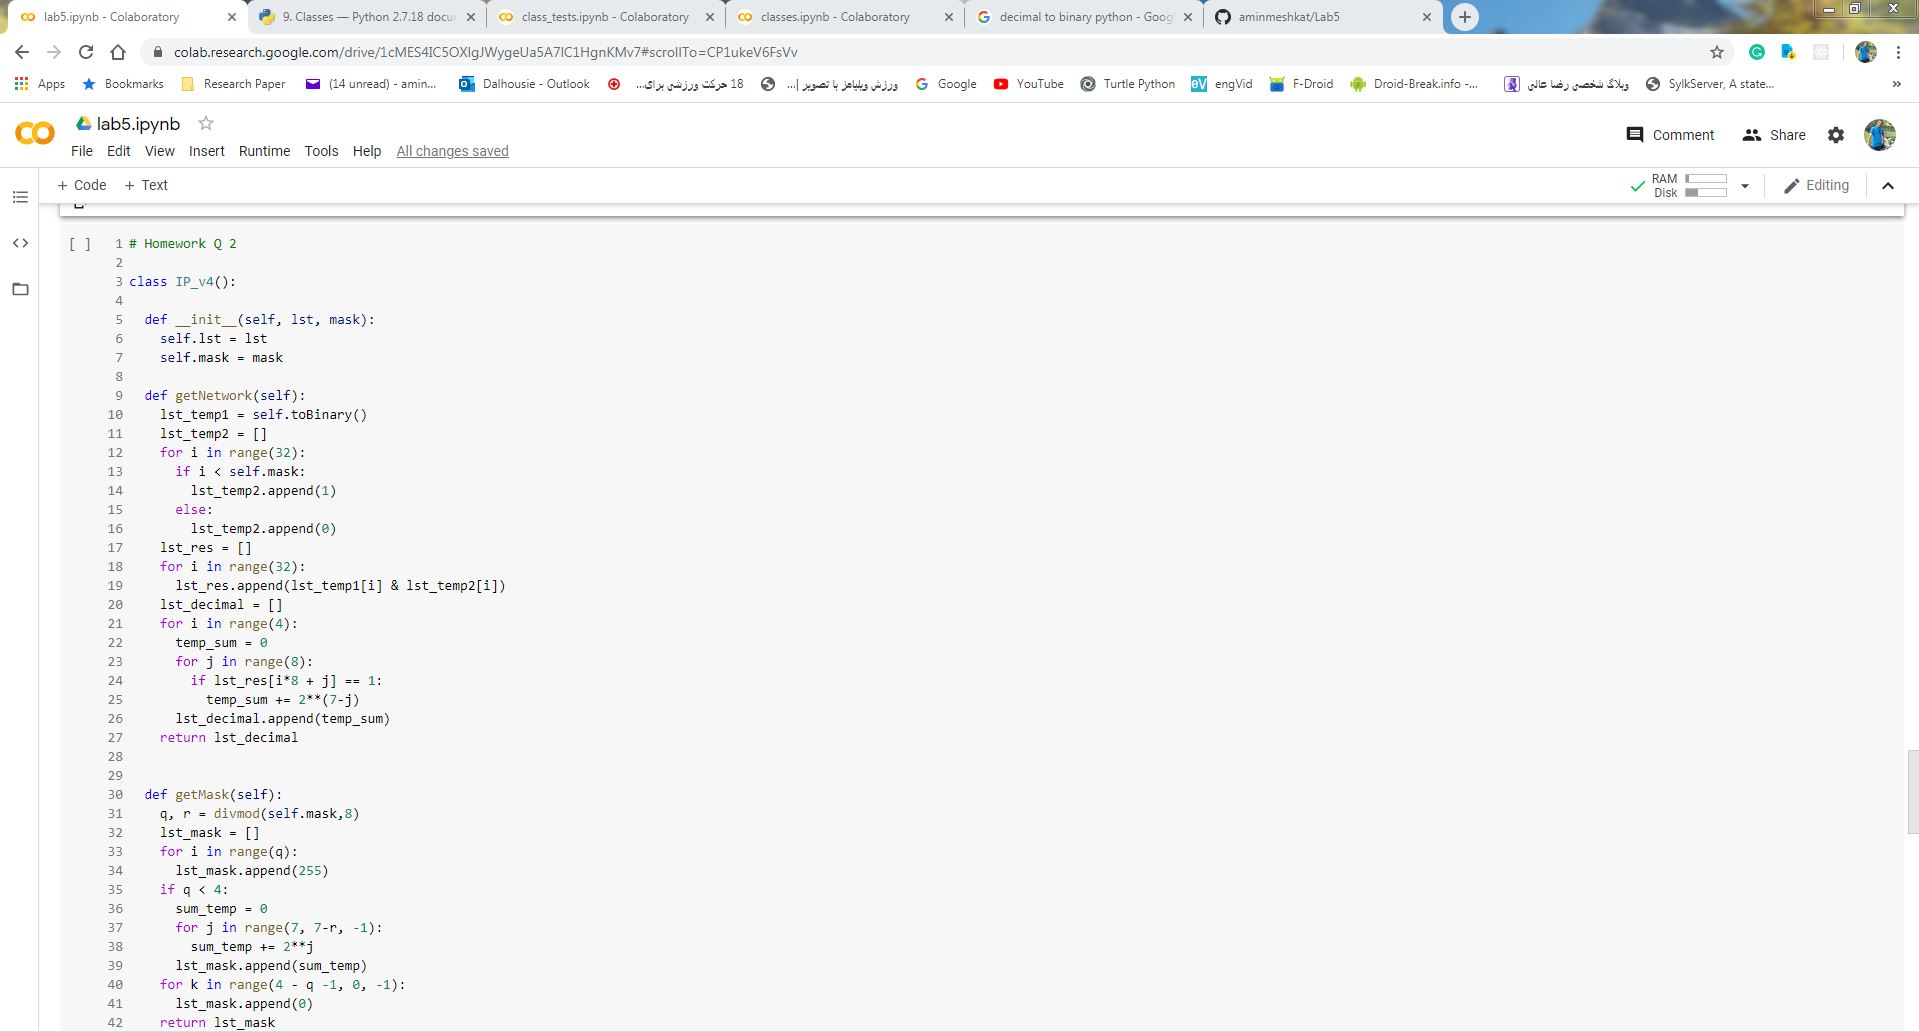 lab5.ipynb - Colaboratory
9. Classes — Python 2.7.18 docu
class_tests.ipynb - Colaboratory
classes.ipynb - Colaboratory
decimal to binary python - Goog
aminmeshkat/Lab5
colab.research.google.com/drive/1cMES4IC5OXlgJWygeUa5A7lC1HgnKMv7#scrollTo=CP1ukeV6FsVv
Apps
Bookmarks
Research Paper
(14 unread) - amin...
Dalhousie - Outlook
18 حرکت ورزشی برای...
ورزش ویلیامز با تصویر |...
Google
YouTube
Turtle Python
eV engVid
F-Droid
Droid-Break.info -...
وبلاگ شخصی رضا عالی
SylkServer, A state...
»
lab5.ipynb
Comment
Share
File Edit View Insert Runtime Tools Help All changes saved
+ Code + Text
RAM
Disk
Editing
[ ] 1 # Homework Q 2
2
3 class IP_v4():
4
5   def __init__(self, lst, mask):
6     self.lst = lst
7     self.mask = mask
8
9   def getNetwork(self):
10     lst_temp1 = self.toBinary()
11     lst_temp2 = []
12     for i in range(32):
13       if i < self.mask:
14         lst_temp2.append(1)
15       else:
16         lst_temp2.append(0)
17     lst_res = []
18     for i in range(32):
19       lst_res.append(lst_temp1[i] & lst_temp2[i])
20     lst_decimal = []
21     for i in range(4):
22       temp_sum = 0
23       for j in range(8):
24         if lst_res[i*8 + j] == 1:
25           temp_sum += 2**(7-j)
26       lst_decimal.append(temp_sum)
27     return lst_decimal
28
29
30   def getMask(self):
31     q, r = divmod(self.mask,8)
32     lst_mask = []
33     for i in range(q):
34       lst_mask.append(255)
35     if q < 4:
36       sum_temp = 0
37       for j in range(7, 7-r, -1):
38         sum_temp += 2**j
39       lst_mask.append(sum_temp)
40     for k in range(4 - q -1, 0, -1):
41       lst_mask.append(0)
42     return lst_mask